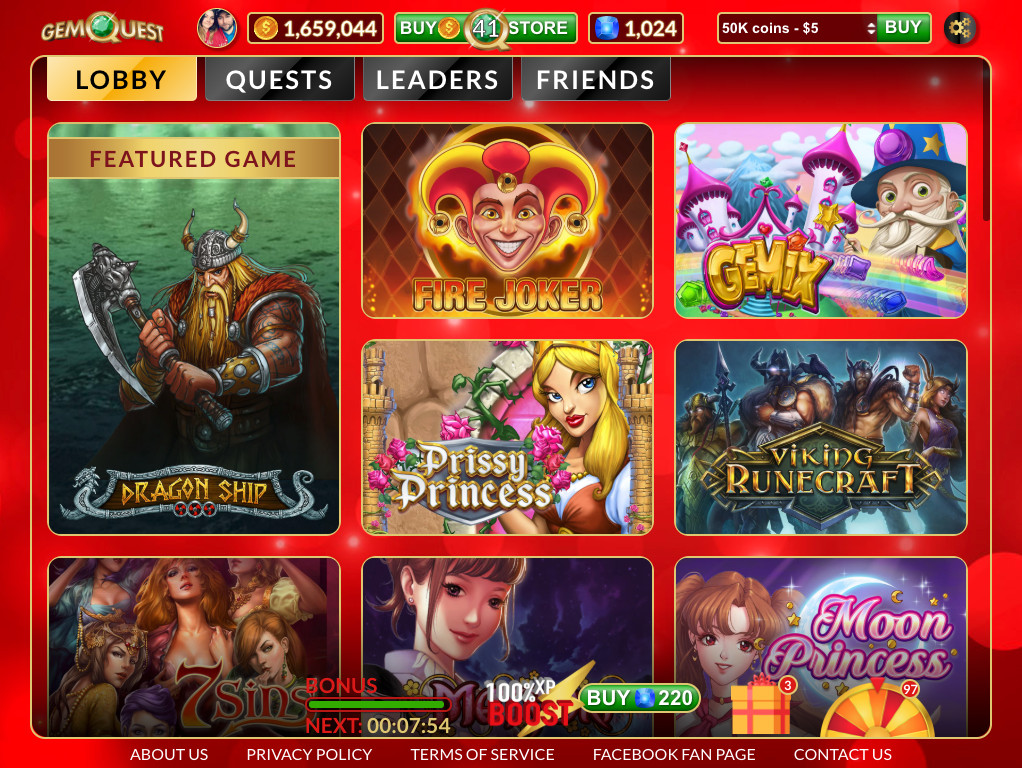 GEMQUEST
1,659,044
BUY 41 STORE
1,024
50K coins - $5
BUY
LOBBY
QUESTS
LEADERS
FRIENDS
FEATURED GAME
DRAGON SHIP
FIRE JOKER
GEMIX
Prissy
Princess
VIKING
RUNECRAFT
7 Sins
Moon
Princess
BONUS
NEXT: 00:07:54
100% XP
BOOST
BUY 220
3
97
ABOUT US
PRIVACY POLICY
TERMS OF SERVICE
FACEBOOK FAN PAGE
CONTACT US